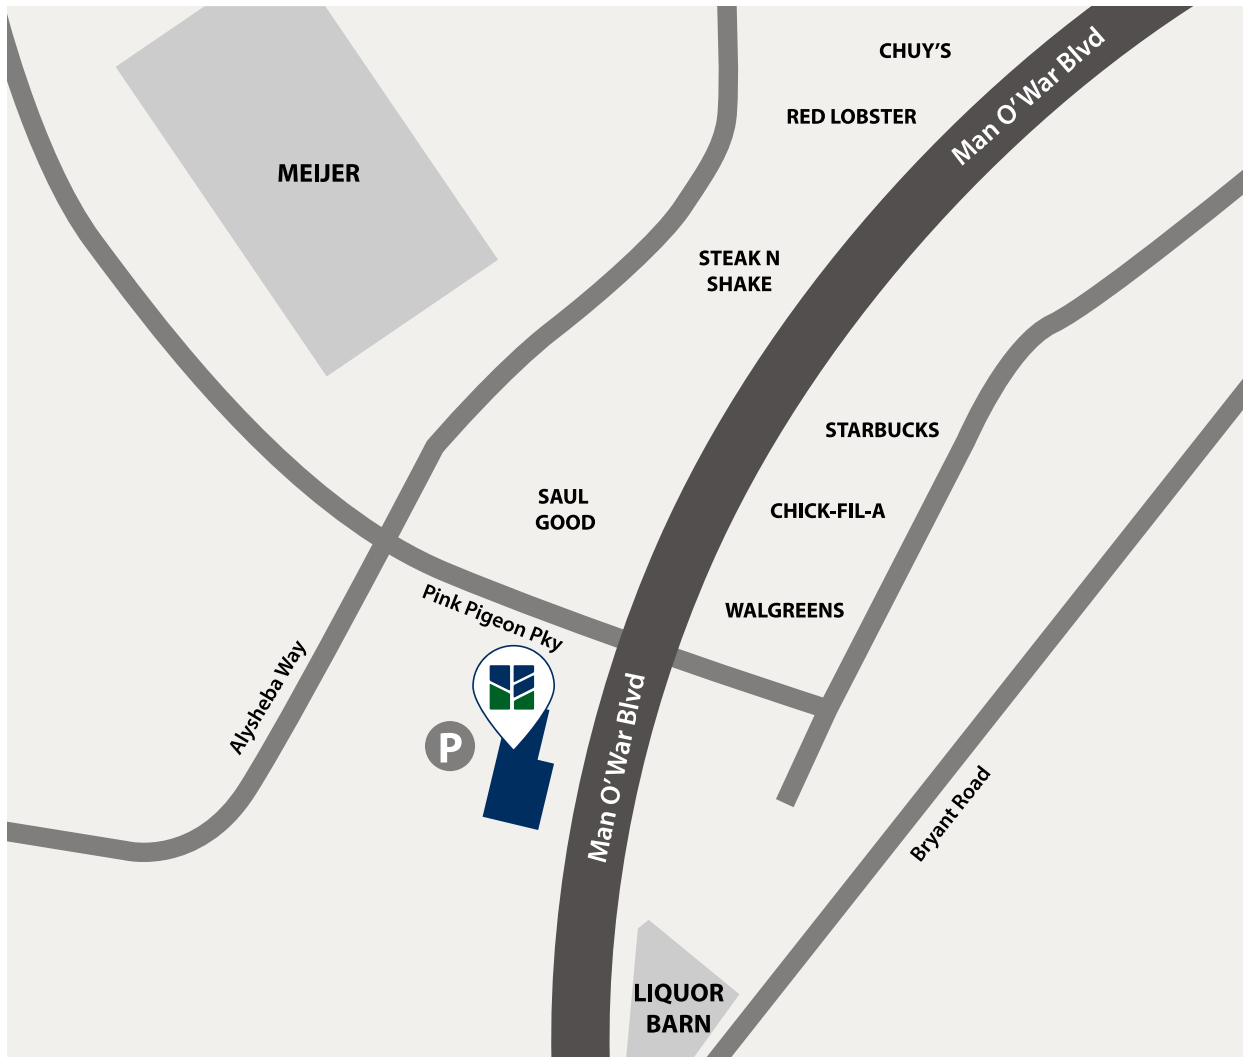 CHUY'S
Man O' War Blvd
RED LOBSTER
MEIJER
STEAK N
SHAKE
STARBUCKS
SAUL
GOOD
CHICK-FIL-A
WALGREENS
Pink Pigeon Pky
Alysheba Way
P
Man O' War Blvd
Bryant Road
LIQUOR
BARN